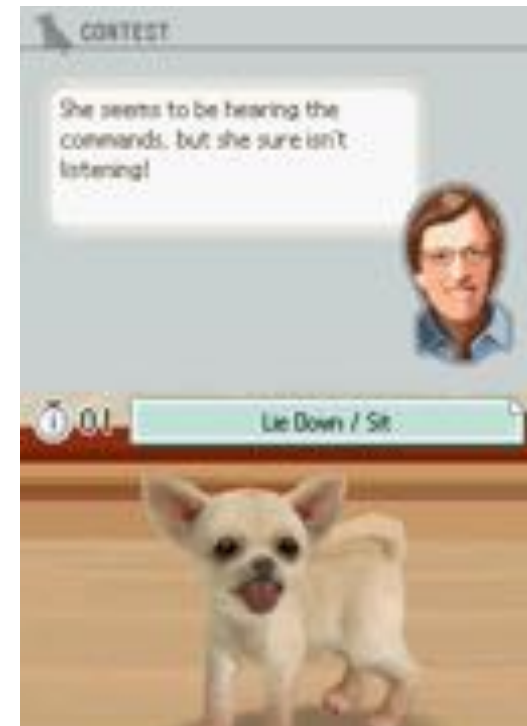 CONTEST
She seems to be hearing the
commands, but she sure isn't
listening!
0.1
Lie Down / Sit